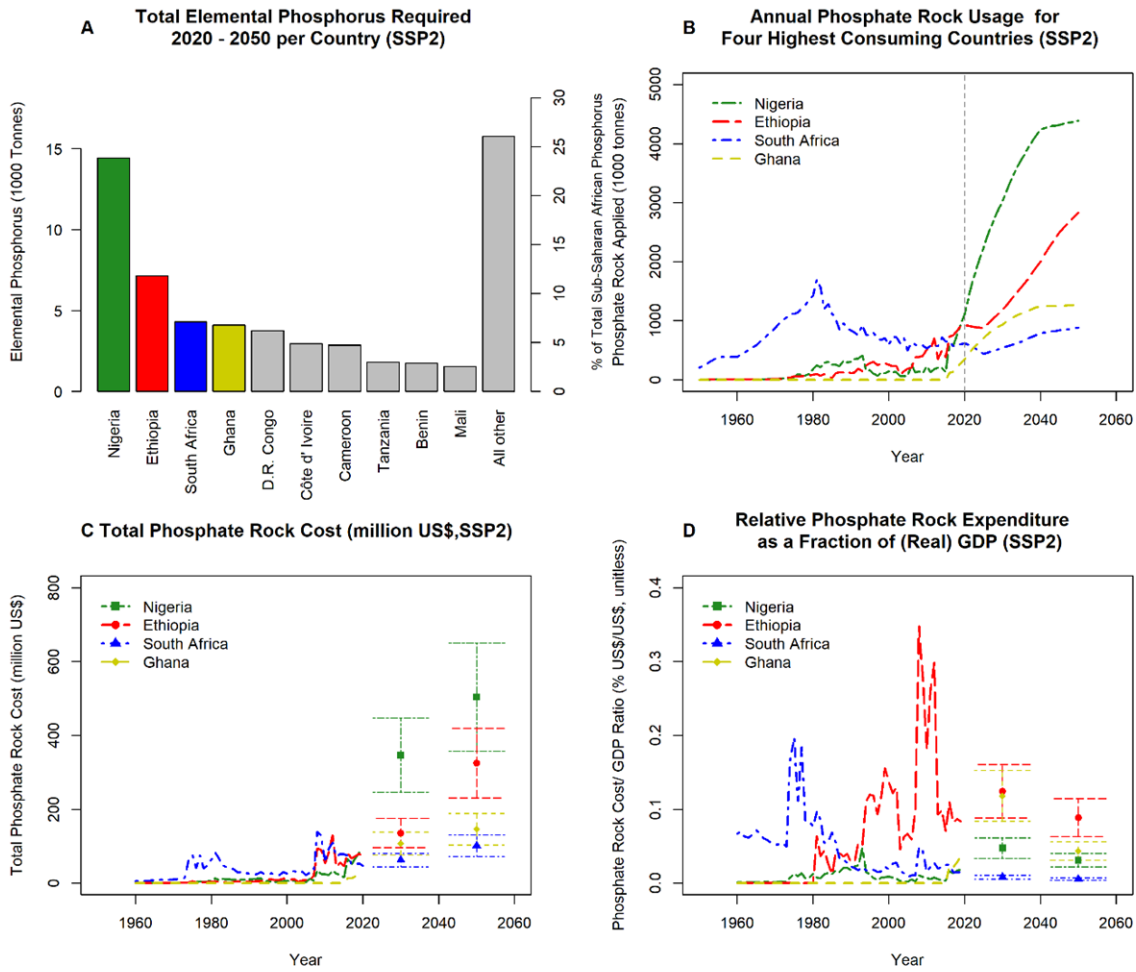 A
Total Elemental Phosphorus Required
2020 - 2050 per Country (SSP2)
Elemental Phosphorus (1000 Tonnes)
15
10
5
0
30
25
20
15
10
5
0
% of Total Sub-Saharan African Phosphorus
Nigeria
Ethiopia
South Africa
Ghana
D.R. Congo
Côte d' Ivoire
Cameroon
Tanzania
Benin
Mali
All other
B
Annual Phosphate Rock Usage for
Four Highest Consuming Countries (SSP2)
Phosphate Rock Applied (1000 tonnes)
5000
4000
3000
2000
1000
0
Nigeria
Ethiopia
South Africa
Ghana
1960 1980 2000 2020 2040 2060
Year
C Total Phosphate Rock Cost (million US$,SSP2)
Total Phosphate Rock Cost (million US$)
800
600
400
200
0
Nigeria
Ethiopia
South Africa
Ghana
1960 1980 2000 2020 2040 2060
Year
D
Relative Phosphate Rock Expenditure
as a Fraction of (Real) GDP (SSP2)
Phosphate Rock Cost/ GDP Ratio (% US$/US$, unitless)
0.4
0.3
0.2
0.1
0.0
Nigeria
Ethiopia
South Africa
Ghana
1960 1980 2000 2020 2040 2060
Year